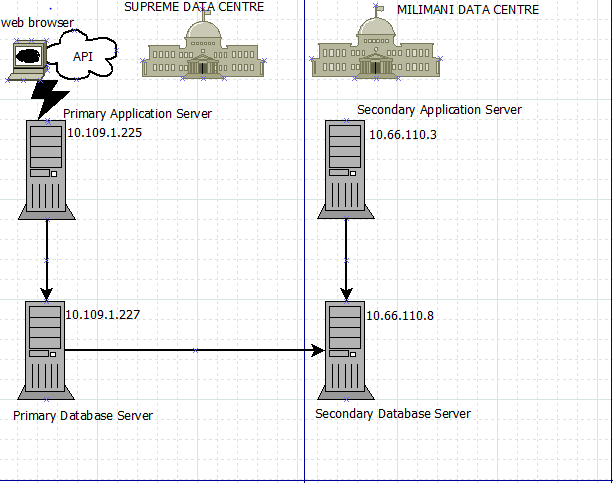 SUPREME DATA CENTRE
MILIMANI DATA CENTRE
web browser
API
Primary Application Server
10.109.1.225
Secondary Application Server
10.66.110.3
10.109.1.227
10.66.110.8
Primary Database Server
Secondary Database Server